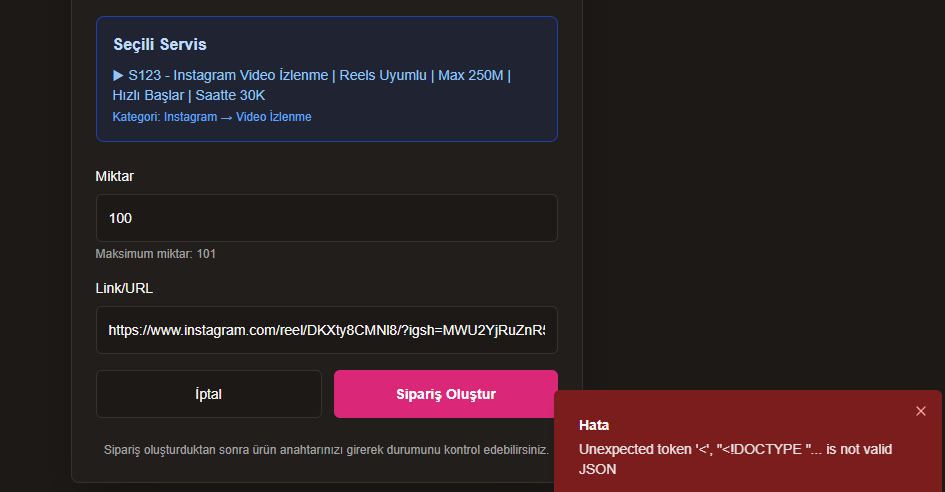 Seçili Servis
▶ S123 - Instagram Video İzlenme | Reels Uyumlu | Max 250M |
Hızlı Başlar | Saatte 30K
Kategori: Instagram → Video İzlenme
Miktar
100
Maksimum miktar: 101
Link/URL
https://www.instagram.com/reel/DKXty8CMNl8/?igsh=MWU2YjRuZnR5
İptal
Sipariş Oluştur
Sipariş oluşturduktan sonra ürün anahtarınızı girerek durumunu kontrol edebilirsiniz.
Hata
Unexpected token '<', "<!DOCTYPE "... is not valid
JSON